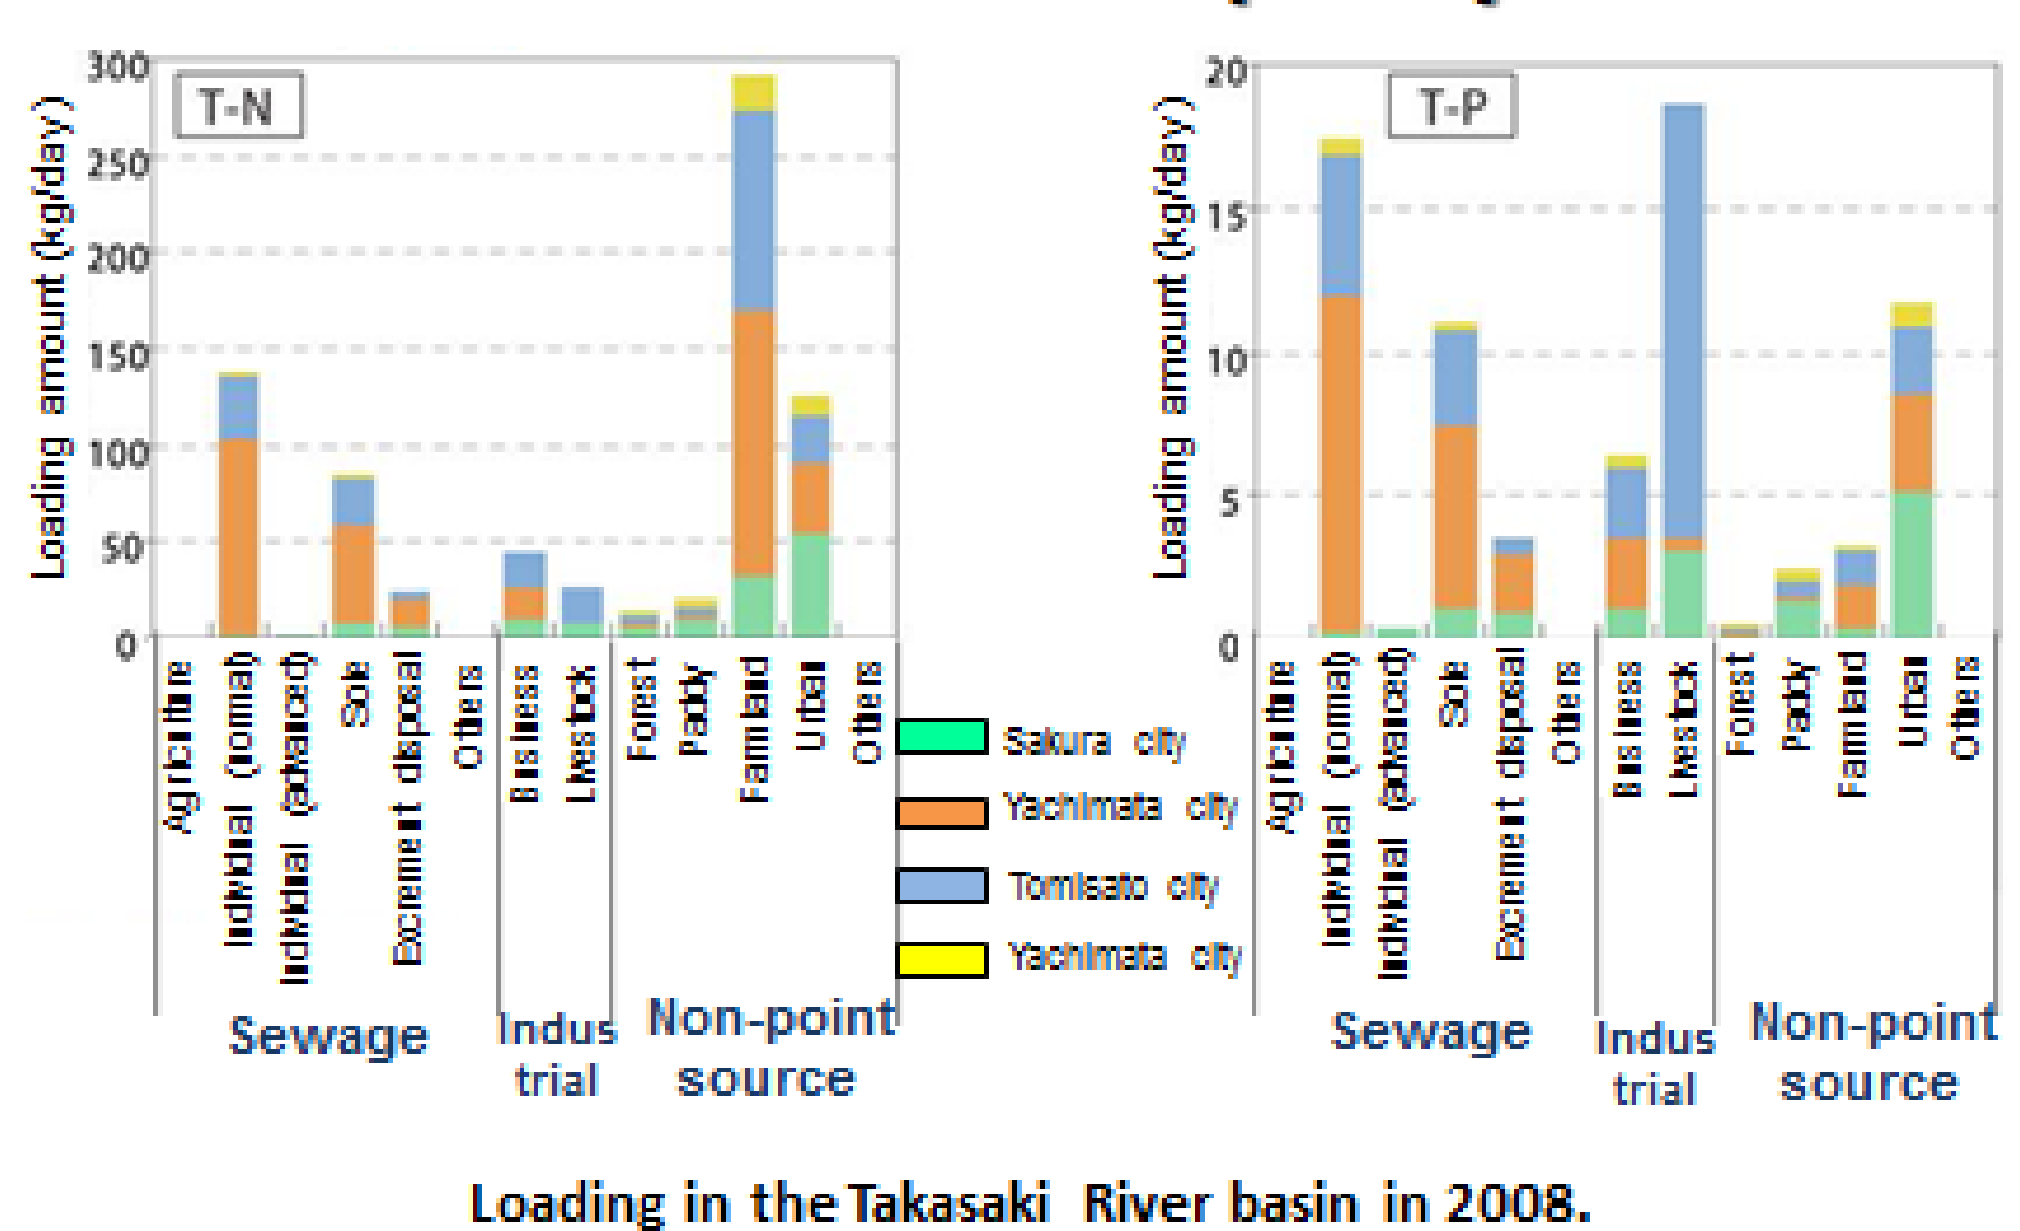 T-N
Loading amount (kg/day)
300
250
200
150
100
50
0
Agriculture
Individual (normal)
Individual (advanced)
Sole
Excrement disposal
Others
Business
Livestock
Forest
Paddy
Farmland
Urban
Others
Sewage
Indus
trial
Non-point
source
Sakura city
Yachimata city
Tomisato city
Yachimata city
T-P
Loading amount (kg/day)
20
15
10
5
0
Agriculture
Individual (normal)
Individual (advanced)
Sole
Excrement disposal
Others
Business
Livestock
Forest
Paddy
Farmland
Urban
Others
Sewage
Indus
trial
Non-point
source
Loading in the Takasaki River basin in 2008.